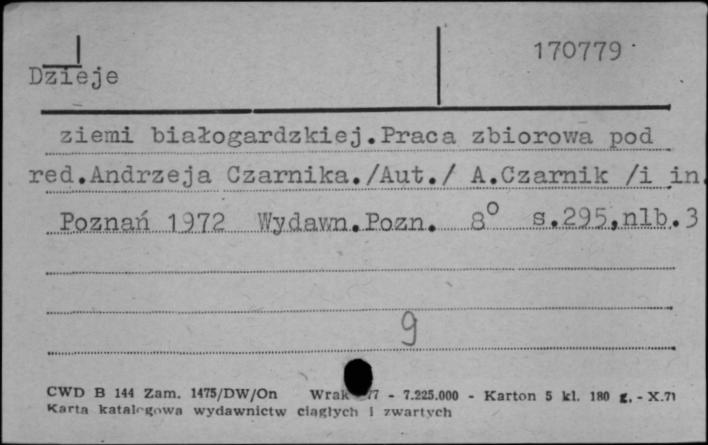 170779
Dzieje
ziemi białogardzkiej.Praca zbiorowa pod
red.Andrzeja Czarnika./Aut./ A.Czarnik /i in.
Poznań 1972 Wydawn.Pozn. 8° s.295,nlb.3
9
CWD B 144 Zam. 1475/DW/On Wrak 77 - 7.225.000 - Karton 5 kl. 180 g. - X.71
Karta katalogowa wydawnictw ciągłych i zwartych